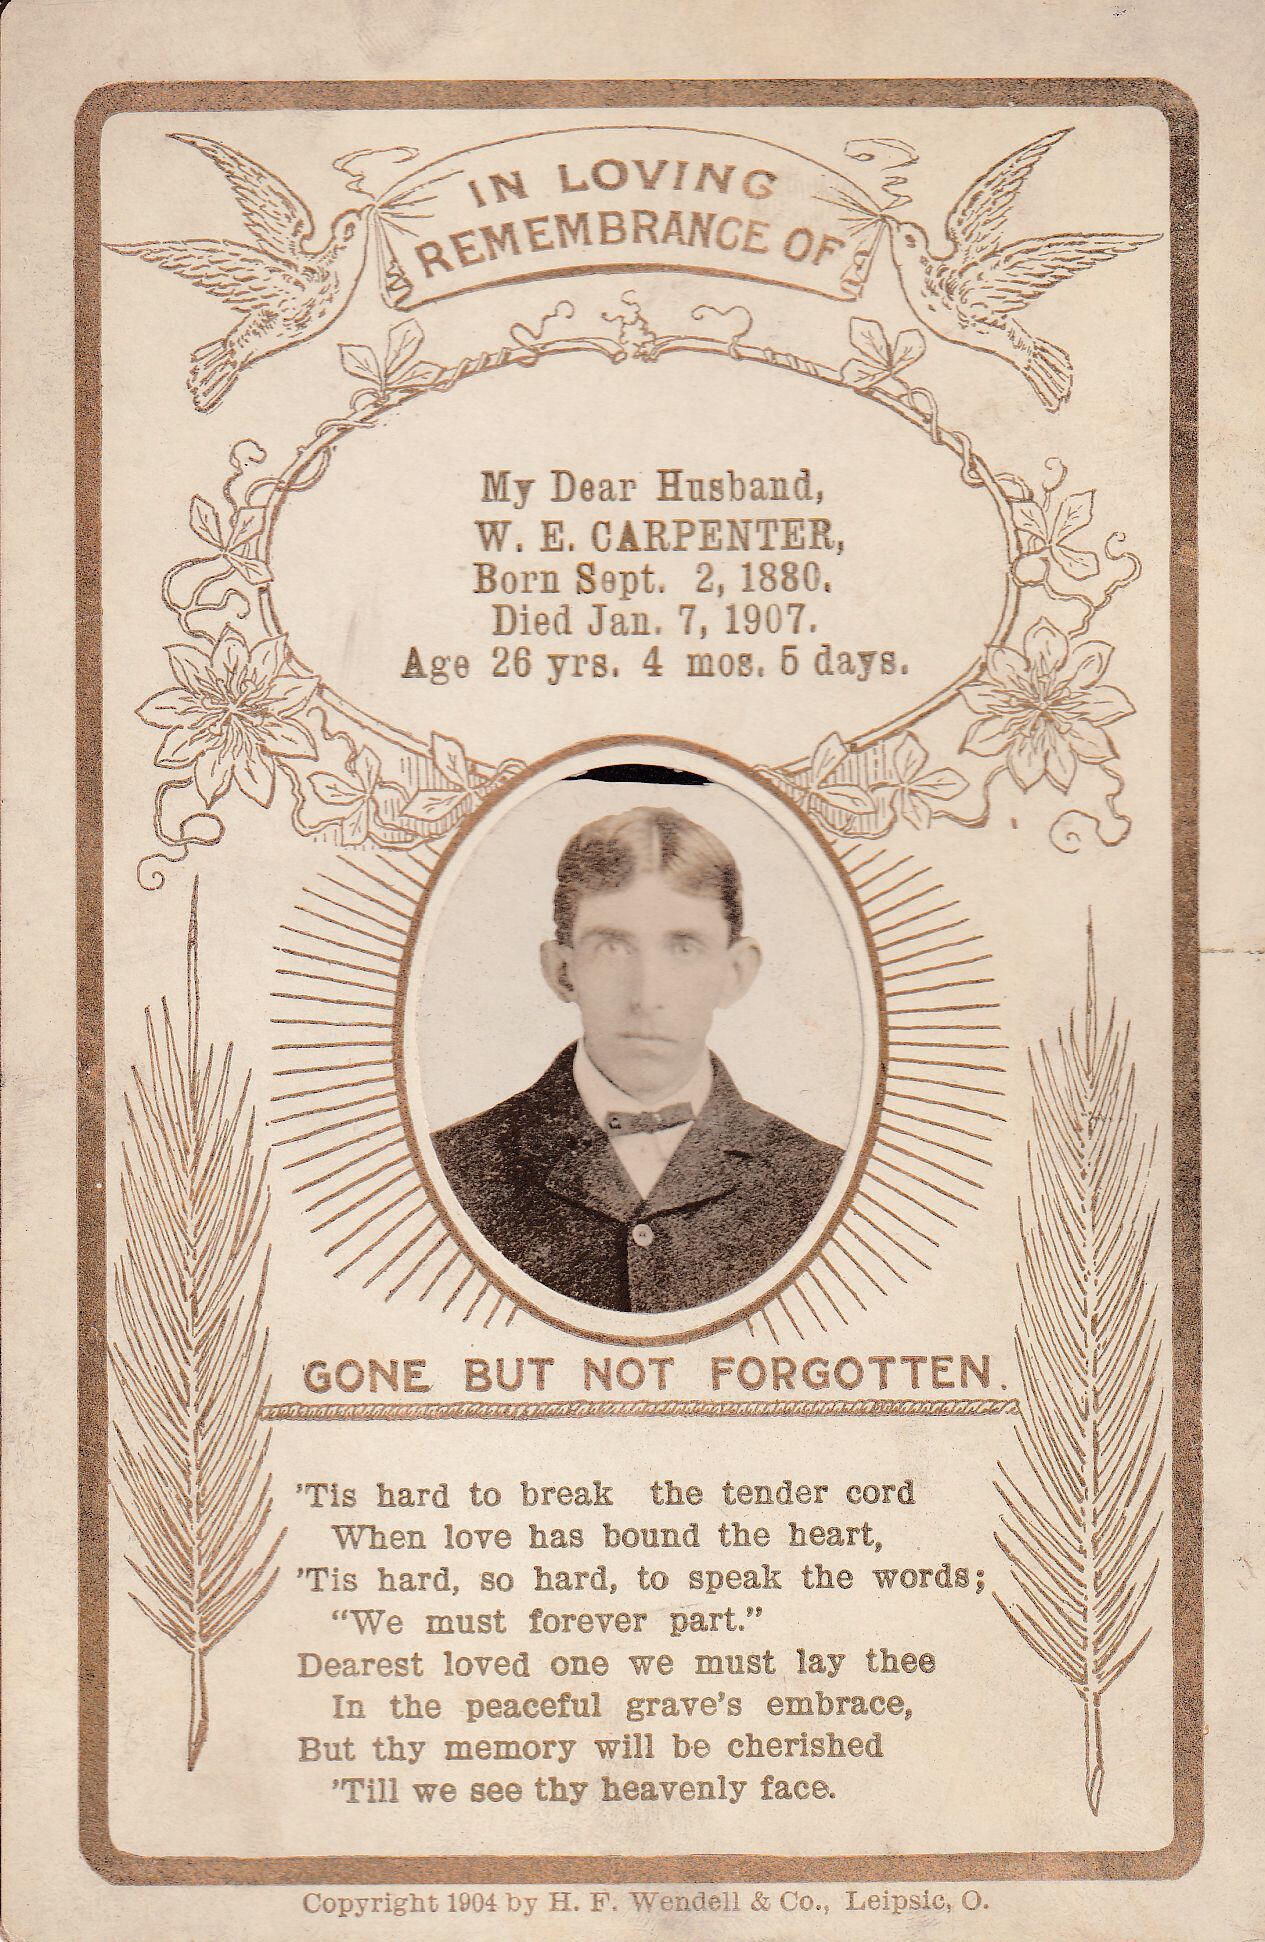 IN LOVING
REMEMBRANCE OF
My Dear Husband,
W. E. CARPENTER,
Born Sept. 2, 1880.
Died Jan. 7, 1907.
Age 26 yrs. 4 mos. 5 days.
GONE BUT NOT FORGOTTEN.
’Tis hard to break the tender cord
When love has bound the heart,
’Tis hard, so hard, to speak the words;
“We must forever part.”
Dearest loved one we must lay thee
In the peaceful grave’s embrace,
But thy memory will be cherished
’Till we see thy heavenly face.
Copyright 1904 by H. F. Wendell & Co., Leipsic, O.